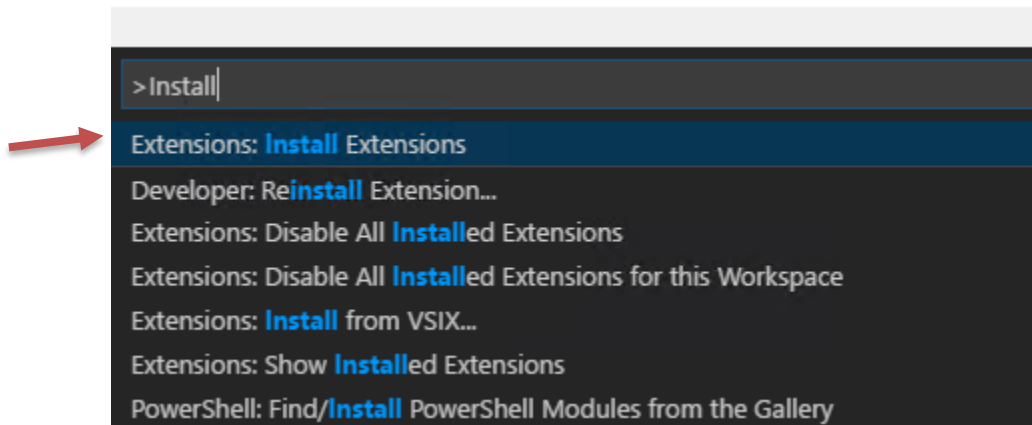 >Install
Extensions: Install Extensions
Developer: Reinstall Extension...
Extensions: Disable All Installed Extensions
Extensions: Disable All Installed Extensions for this Workspace
Extensions: Install from VSIX...
Extensions: Show Installed Extensions
PowerShell: Find/Install PowerShell Modules from the Gallery